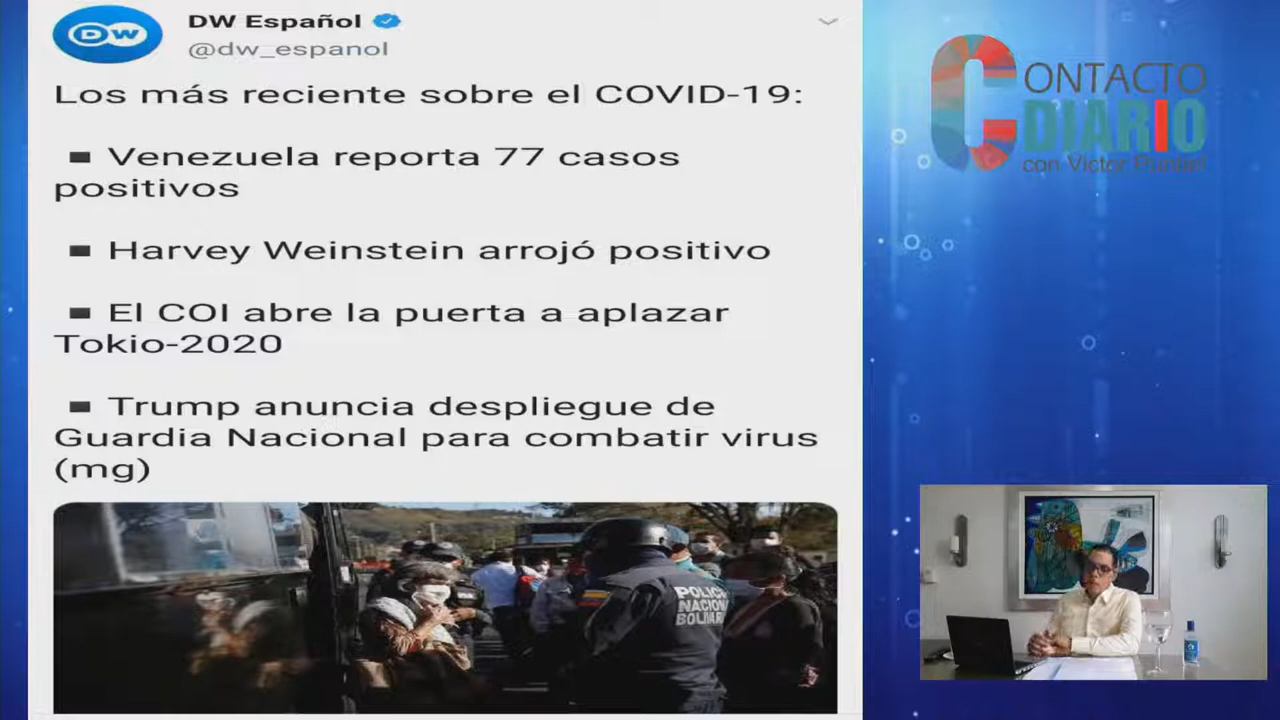 DW
DW Español
@dw_espanol
Los más reciente sobre el COVID-19:
▪ Venezuela reporta 77 casos
positivos
▪ Harvey Weinstein arrojó positivo
▪ El COI abre la puerta a aplazar
Tokio-2020
▪ Trump anuncia despliegue de
Guardia Nacional para combatir virus
(mg)
POLICIA
NACIONAL
CONTACTO
DIARIO
con Victor